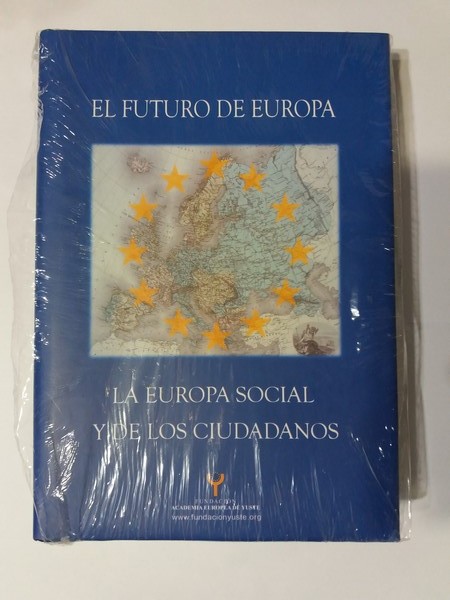 EL FUTURO DE EUROPA
LA EUROPA SOCIAL
Y DE LOS CIUDADANOS
FUNDACIÓN
ACADEMIA EUROPEA DE YUSTE
www.fundacionyuste.org